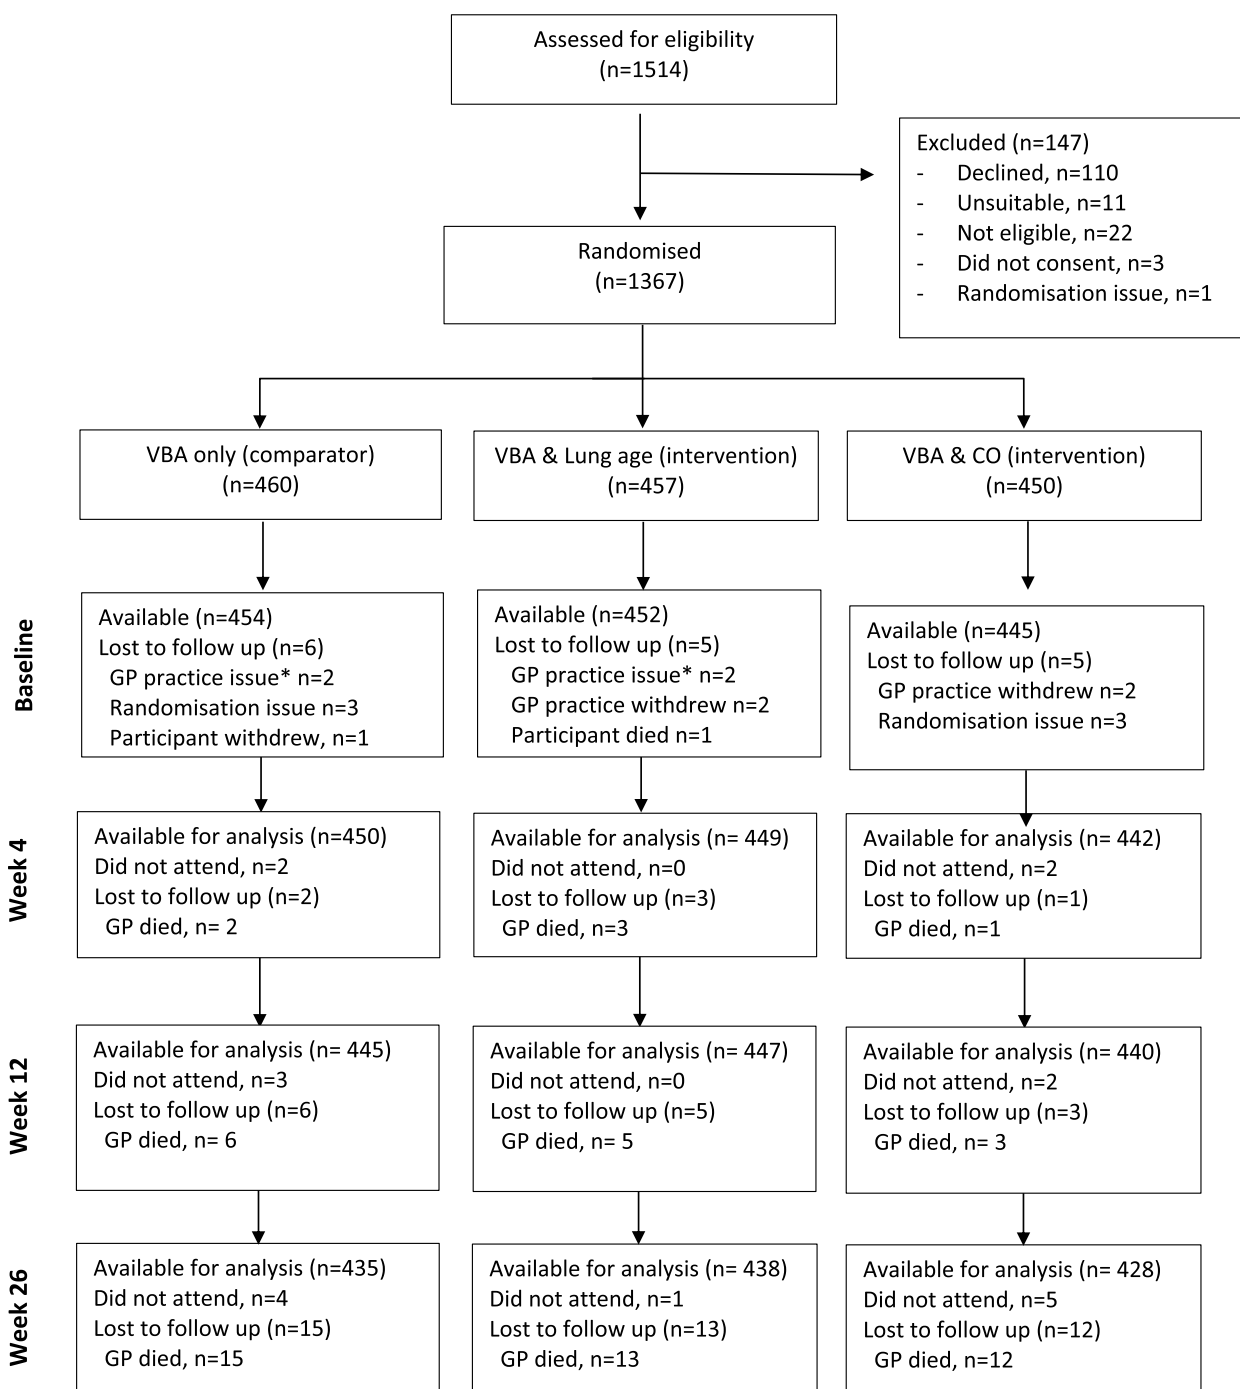 Assessed for eligibility
(n=1514)
Excluded (n=147)
- Declined, n=110
- Unsuitable, n=11
- Not eligible, n=22
- Did not consent, n=3
- Randomisation issue, n=1
Randomised
(n=1367)
VBA only (comparator)
(n=460)
VBA & Lung age (intervention)
(n=457)
VBA & CO (intervention)
(n=450)
Baseline
Available (n=454)
Lost to follow up (n=6)
GP practice issue* n=2
Randomisation issue n=3
Participant withdrew, n=1
Available (n=452)
Lost to follow up (n=5)
GP practice issue* n=2
GP practice withdrew n=2
Participant died n=1
Available (n=445)
Lost to follow up (n=5)
GP practice withdrew n=2
Randomisation issue n=3
Week 4
Available for analysis (n=450)
Did not attend, n=2
Lost to follow up (n=2)
GP died, n= 2
Available for analysis (n= 449)
Did not attend, n=0
Lost to follow up (n=3)
GP died, n=3
Available for analysis (n= 442)
Did not attend, n=2
Lost to follow up (n=1)
GP died, n=1
Week 12
Available for analysis (n= 445)
Did not attend, n=3
Lost to follow up (n=6)
GP died, n= 6
Available for analysis (n= 447)
Did not attend, n=0
Lost to follow up (n=5)
GP died, n= 5
Available for analysis (n= 440)
Did not attend, n=2
Lost to follow up (n=3)
GP died, n= 3
Week 26
Available for analysis (n=435)
Did not attend, n=4
Lost to follow up (n=15)
GP died, n=15
Available for analysis (n= 438)
Did not attend, n=1
Lost to follow up (n=13)
GP died, n=13
Available for analysis (n= 428)
Did not attend, n=5
Lost to follow up (n=12)
GP died, n=12